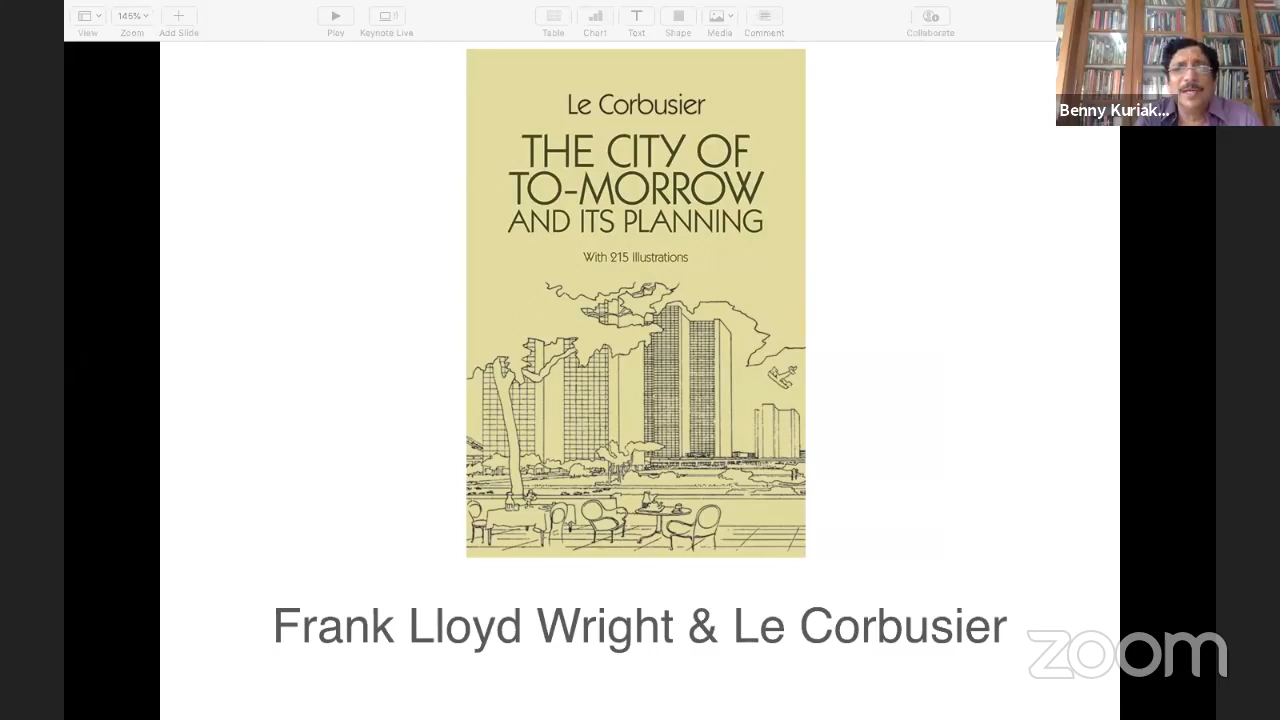 View
145%
Zoom
Add Slide
Play
Keynote Live
Table
Chart
Text
Shape
Media
Comment
Collaborate
Benny Kuriak...
Le Corbusier
THE CITY OF
TO-MORROW
AND ITS PLANNING
With 215 Illustrations
Frank Lloyd Wright & Le Corbusier
zoom